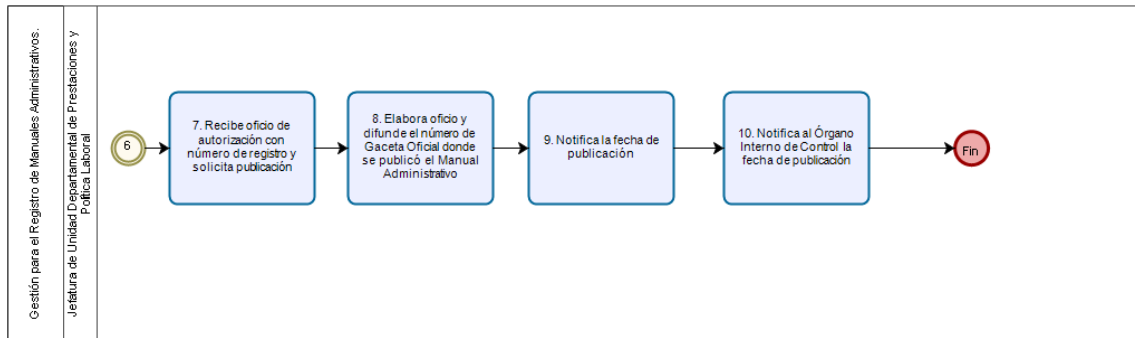 Gestión para el Registro de Manuales Administrativos.
Jefatura de Unidad Departamental de Prestaciones y
Política Laboral
6
7. Recibe oficio de
autorización con
número de registro y
solicita publicación
8. Elabora oficio y
difunde el número de
Gaceta Oficial donde
se publicó el Manual
Administrativo
9. Notifica la fecha de
publicación
10. Notifica al Órgano
Interno de Control la
fecha de publicación
Fin